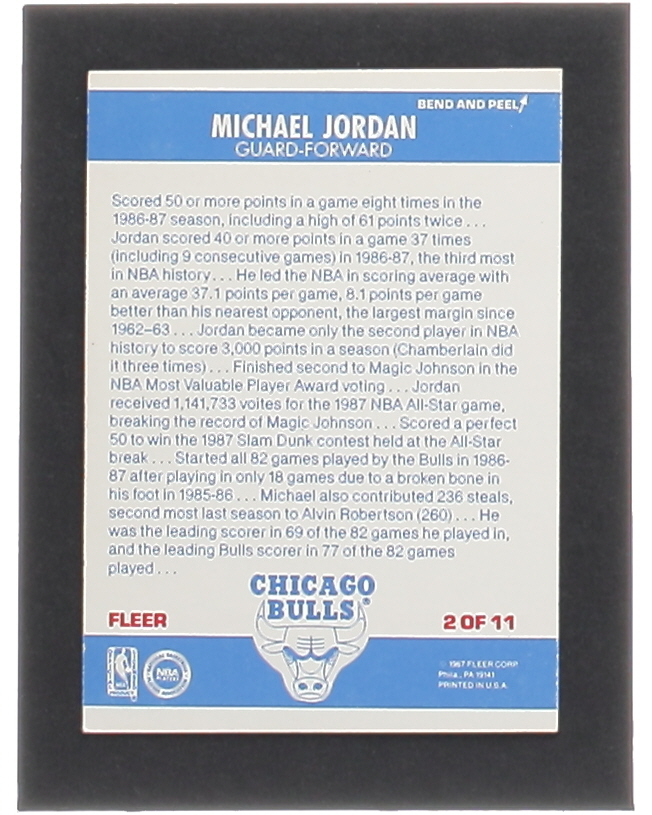 BEND AND PEEL
MICHAEL JORDAN
GUARD-FORWARD
Scored 50 or more points in a game eight times in the
1986-87 season, including a high of 61 points twice...
Jordan scored 40 or more points in a game 37 times
(including 9 consecutive games) in 1986-87, the third most
in NBA history... He led the NBA in scoring average with
an average 37.1 points per game, 8.1 points per game
better than his nearest opponent, the largest margin since
1962–63... Jordan became only the second player in NBA
history to score 3,000 points in a season (Chamberlain did
it three times)... Finished second to Magic Johnson in the
NBA Most Valuable Player Award voting... Jordan
received 1,141,733 voites for the 1987 NBA All-Star game,
breaking the record of Magic Johnson... Scored a perfect
50 to win the 1987 Slam Dunk contest held at the All-Star
break... Started all 82 games played by the Bulls in 1986-
87 after playing in only 18 games due to a broken bone in
his foot in 1985-86... Michael also contributed 236 steals,
second most last season to Alvin Robertson (260)... He
was the leading scorer in 69 of the 82 games he played in,
and the leading Bulls scorer in 77 of the 82 games
played...
CHICAGO
BULLS®
FLEER
2 OF 11
NBA
PLAYERS
© 1987 FLEER CORP.
Phila., PA 19141
PRINTED IN U.S.A.